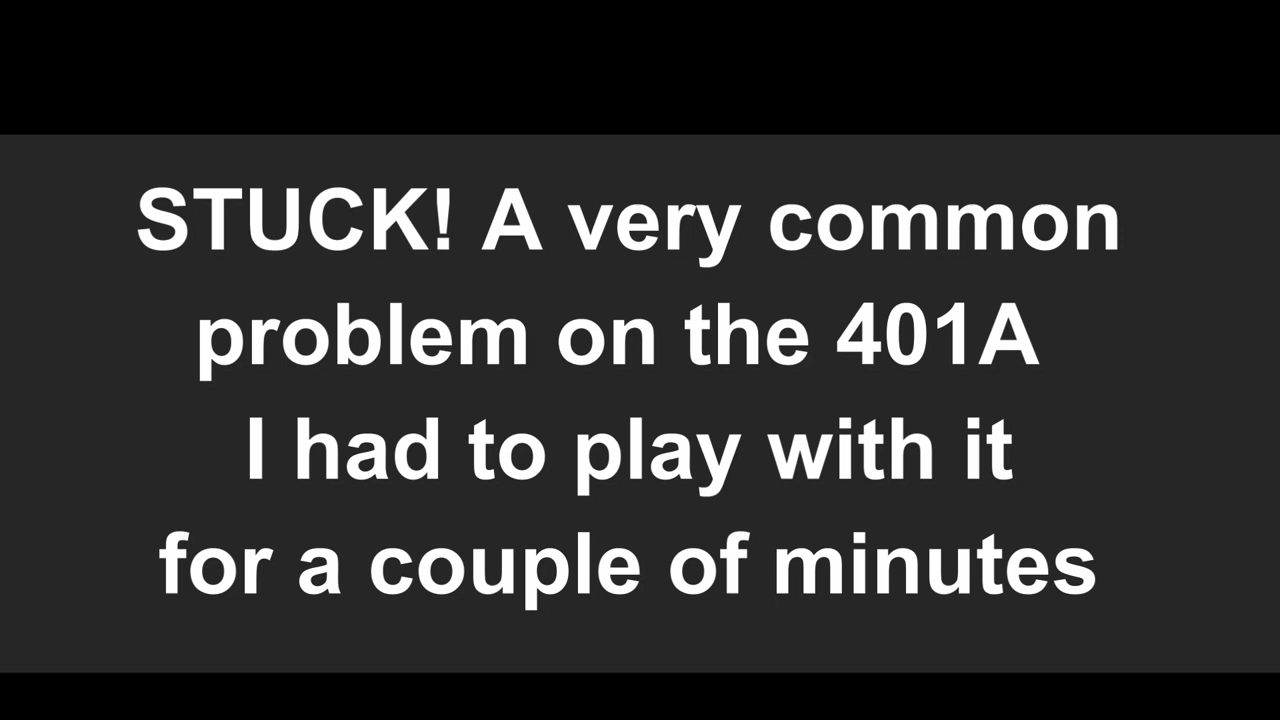 STUCK! A very common
problem on the 401A
I had to play with it
for a couple of minutes